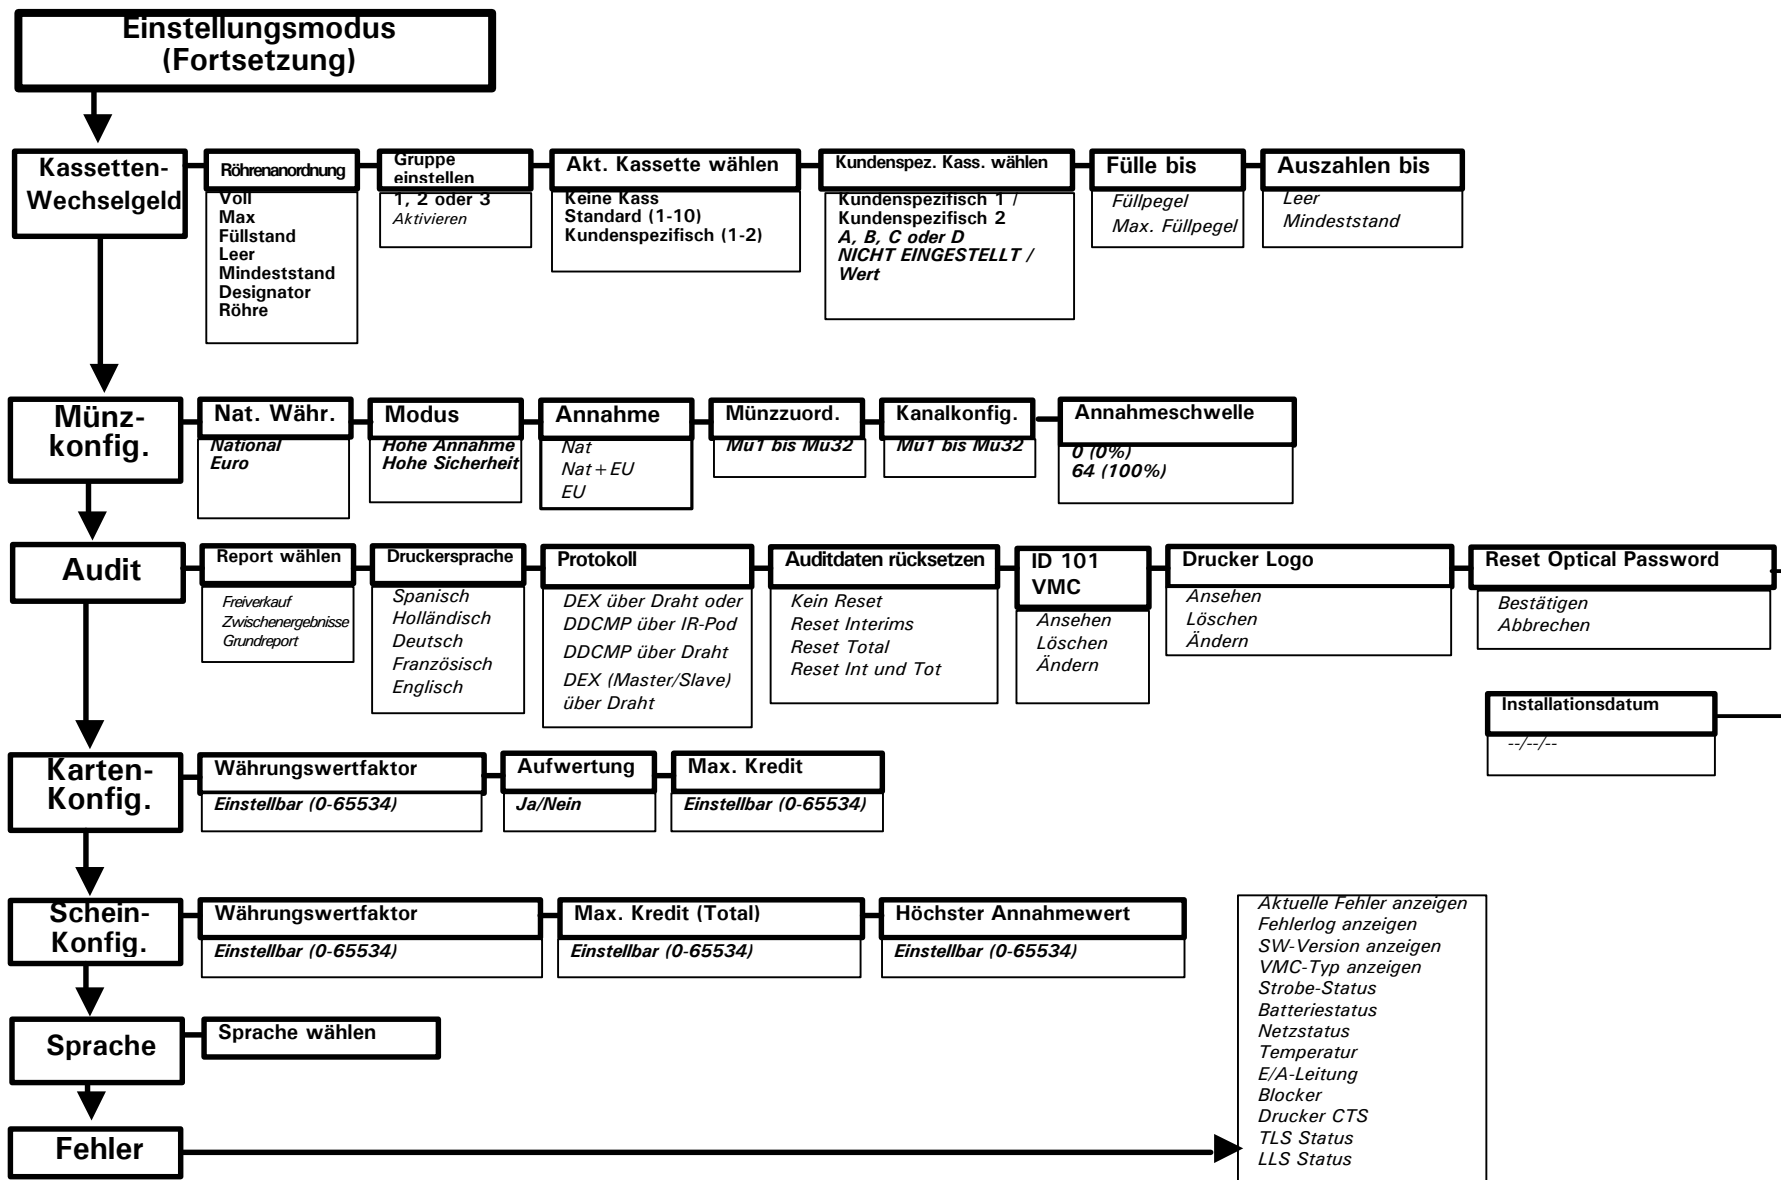 Einstellungsmodus
(Fortsetzung)
Kassetten-
Wechselgeld
Röhrenanordnung
Voll
Max
Füllstand
Leer
Mindeststand
Designator
Röhre
Gruppe
einstellen
1, 2 oder 3
Aktivieren
Akt. Kassette wählen
Keine Kass
Standard (1-10)
Kundenspezifisch (1-2)
Kundenspez. Kass. wählen
Kundenspezifisch 1 /
Kundenspezifisch 2
A, B, C oder D
NICHT EINGESTELLT /
Wert
Fülle bis
Füllpegel
Max. Füllpegel
Auszahlen bis
Leer
Mindeststand
Münz-
konfig.
Nat. Währ.
National
Euro
Modus
Hohe Annahme
Hohe Sicherheit
Annahme
Nat
Nat+EU
EU
Münzzuord.
Mu1 bis Mu32
Kanalkonfig.
Mu1 bis Mu32
Annahmeschwelle
0 (0%)
64 (100%)
Audit
Report wählen
Freiverkauf
Zwischenergebnisse
Grundreport
Druckersprache
Spanisch
Holländisch
Deutsch
Französisch
Englisch
Protokoll
DEX über Draht oder
DDCMP über IR-Pod
DDCMP über Draht
DEX (Master/Slave)
über Draht
Auditdaten rücksetzen
Kein Reset
Reset Interims
Reset Total
Reset Int und Tot
ID 101
VMC
Ansehen
Löschen
Ändern
Drucker Logo
Ansehen
Löschen
Ändern
Reset Optical Password
Bestätigen
Abbrechen
Installationsdatum
--/--/--
Karten-
Konfig.
Währungswertfaktor
Einstellbar (0-65534)
Aufwertung
Ja/Nein
Max. Kredit
Einstellbar (0-65534)
Schein-
Konfig.
Währungswertfaktor
Einstellbar (0-65534)
Max. Kredit (Total)
Einstellbar (0-65534)
Höchster Annahmewert
Einstellbar (0-65534)
Sprache
Sprache wählen
Fehler
Aktuelle Fehler anzeigen
Fehlerlog anzeigen
SW-Version anzeigen
VMC-Typ anzeigen
Strobe-Status
Batteriestatus
Netzstatus
Temperatur
E/A-Leitung
Blocker
Drucker CTS
TLS Status
LLS Status